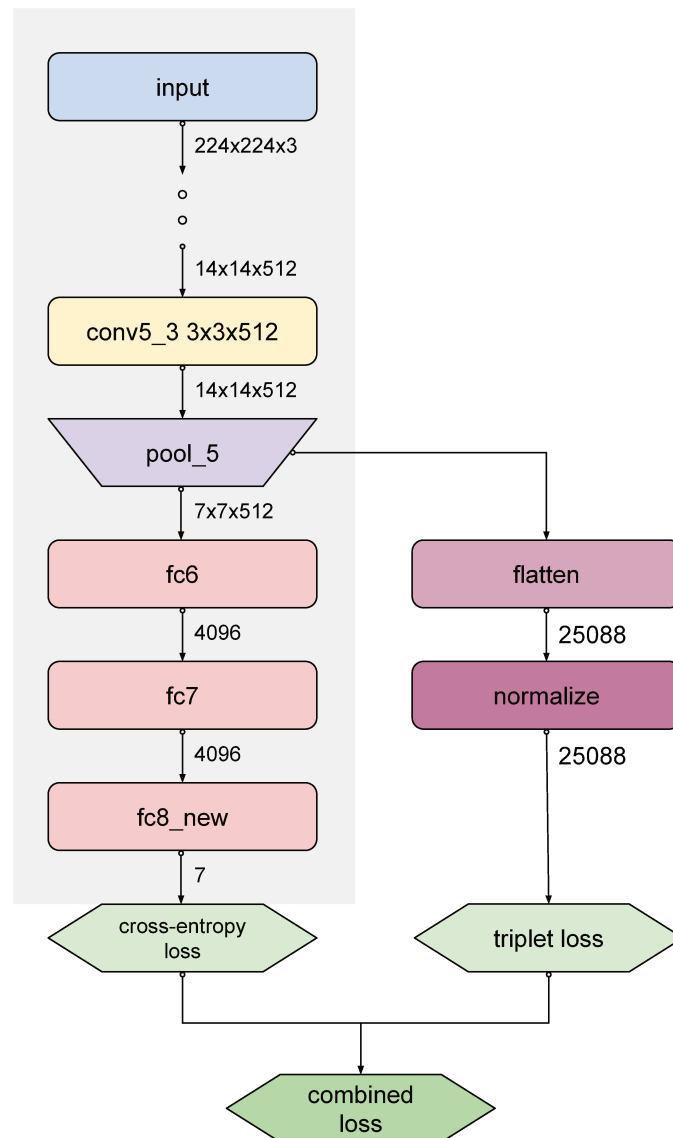 input
224x224x3
14x14x512
conv5_3 3x3x512
14x14x512
pool_5
7x7x512
fc6
4096
fc7
4096
fc8_new
7
cross-entropy
loss
flatten
25088
normalize
25088
triplet loss
combined
loss